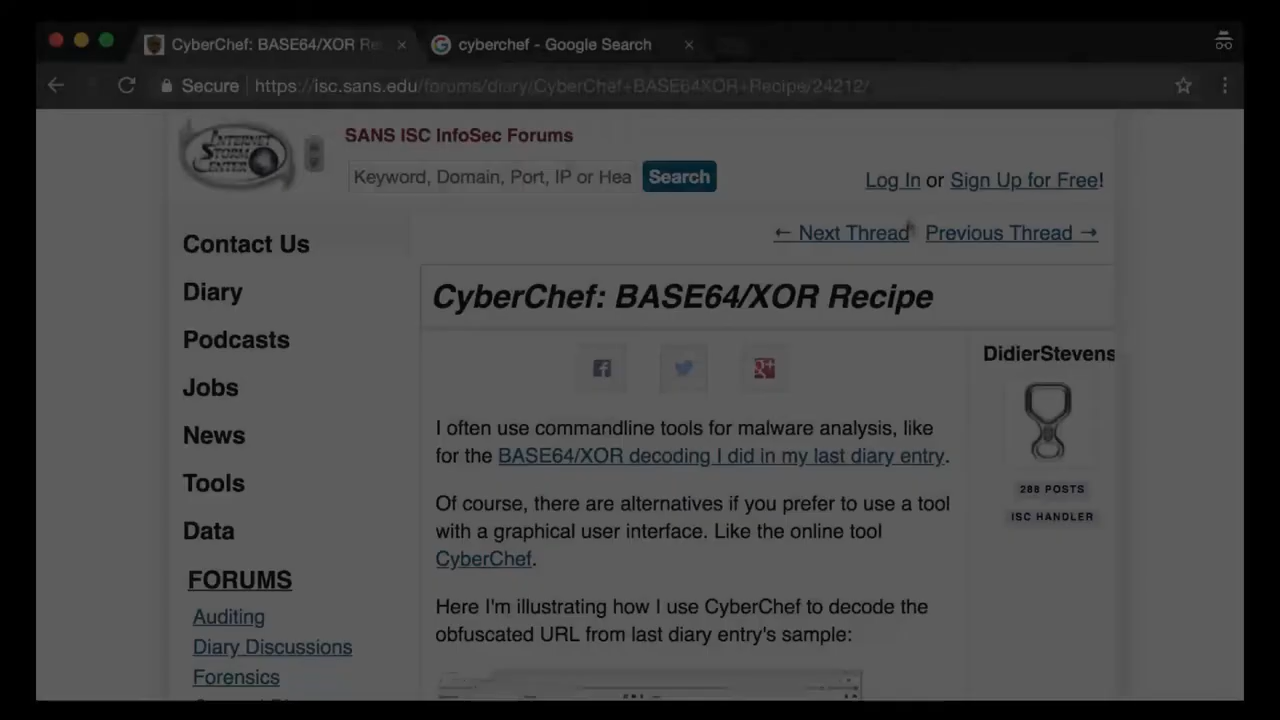 CyberChef: BASE64/XOR Re
cyberchef - Google Search
Secure
https://isc.sans.edu/forums/diary/CyberChef+BASE64XOR+Recipe/24212/
INTERNET
STORM
CENTER
SANS ISC InfoSec Forums
Keyword, Domain, Port, IP or Hea
Search
Log In or Sign Up for Free!
← Next Thread
Previous Thread →
Contact Us
Diary
Podcasts
Jobs
News
Tools
Data
FORUMS
Auditing
Diary Discussions
Forensics
CyberChef: BASE64/XOR Recipe
DidierStevens
288 POSTS
ISC HANDLER
I often use commandline tools for malware analysis, like
for the BASE64/XOR decoding I did in my last diary entry.
Of course, there are alternatives if you prefer to use a tool
with a graphical user interface. Like the online tool
CyberChef.
Here I'm illustrating how I use CyberChef to decode the
obfuscated URL from last diary entry's sample: